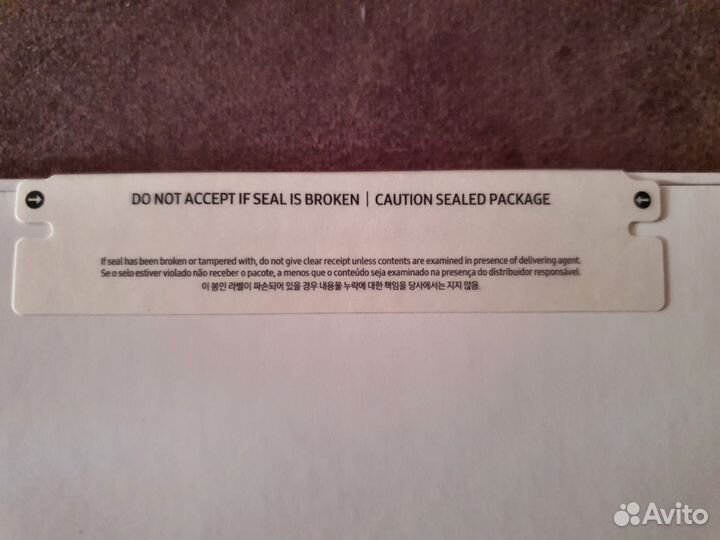 DO NOT ACCEPT IF SEAL IS BROKEN | CAUTION SEALED PACKAGE
If seal has been broken or tampered with, do not give clear receipt unless contents are examined in presence of delivering agent.
Se o selo estiver violado não receber o pacote, a menos que o conteúdo seja examinado na presença do distribuidor responsável.
이 봉인 라벨이 파손되어 있을 경우 내용물 누락에 대한 책임을 당사에서는 지지 않음.
Avito